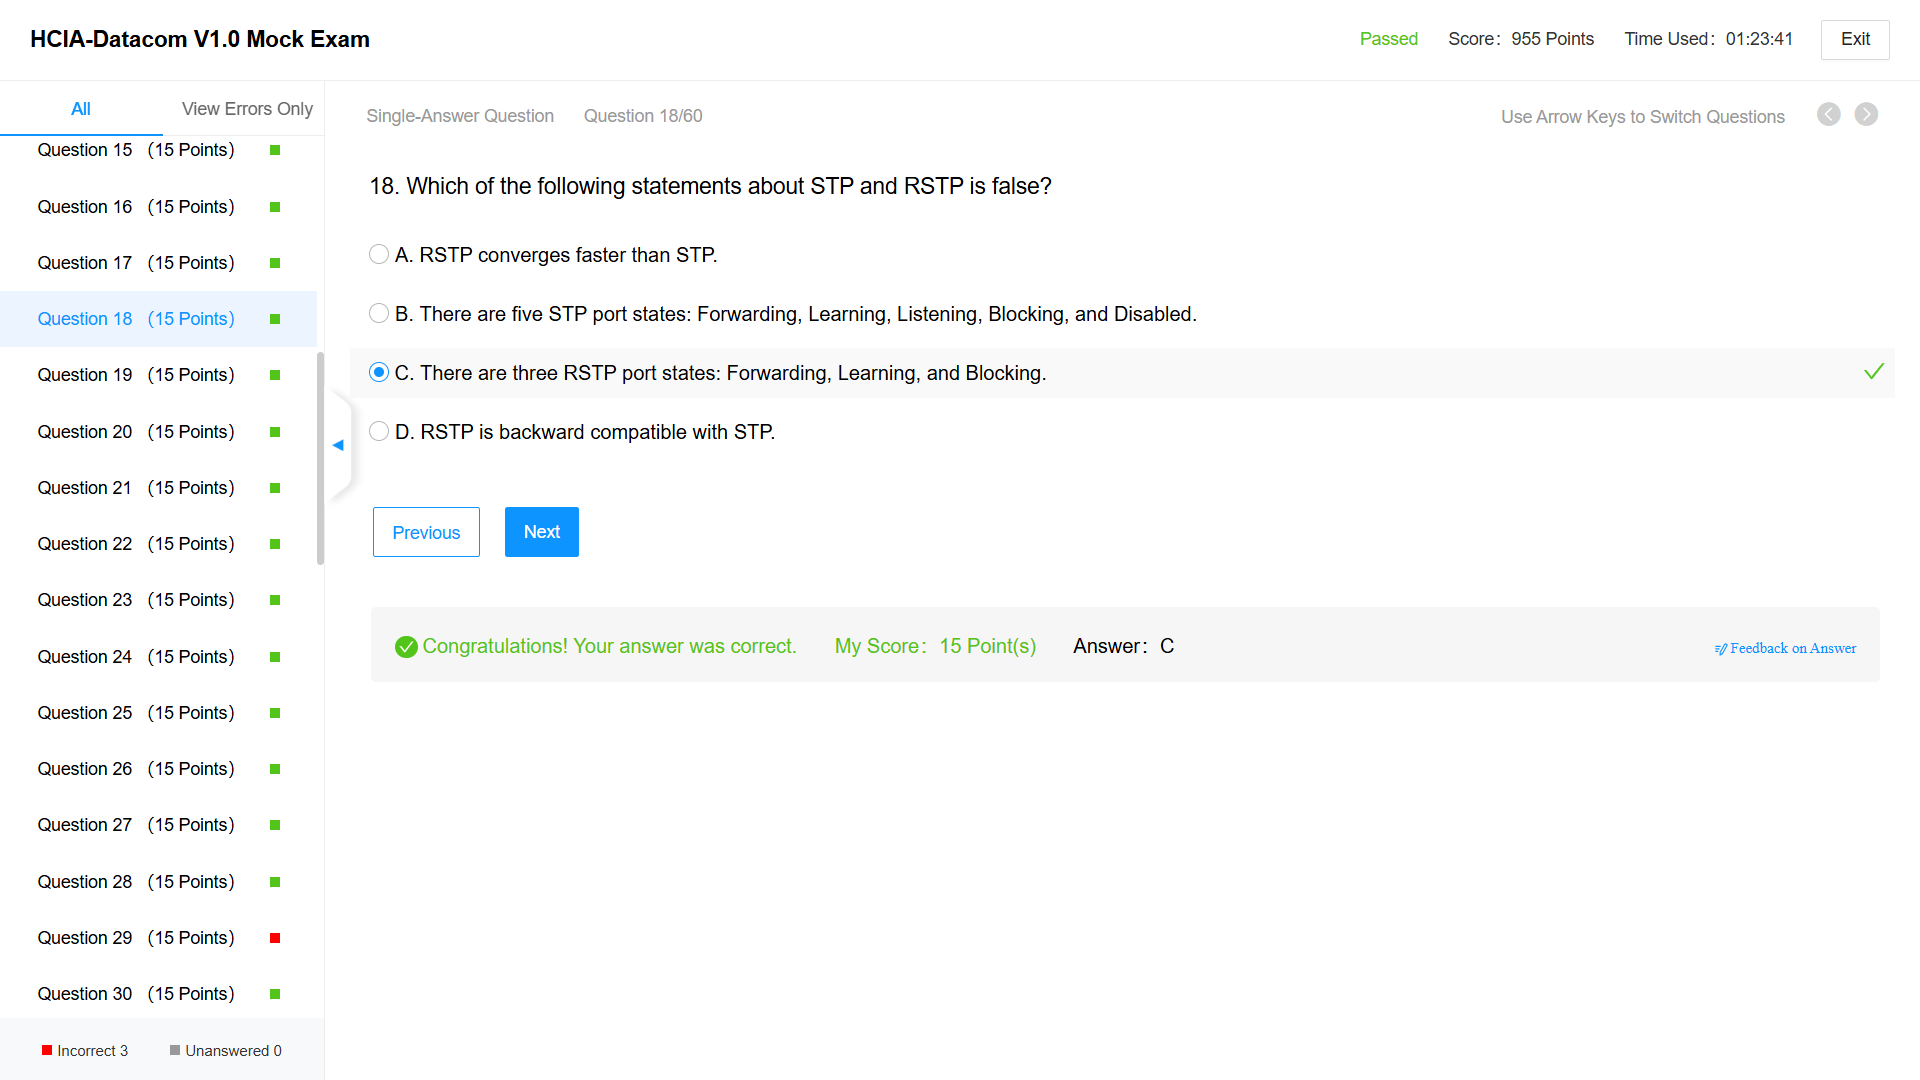 HCIA-Datacom V1.0 Mock Exam
Passed Score：955 Points Time Used：01:23:41 Exit
All View Errors Only
Single-Answer Question Question 18/60 Use Arrow Keys to Switch Questions
Question 15 （15 Points）
Question 16 （15 Points）
Question 17 （15 Points）
Question 18 （15 Points）
Question 19 （15 Points）
Question 20 （15 Points）
Question 21 （15 Points）
Question 22 （15 Points）
Question 23 （15 Points）
Question 24 （15 Points）
Question 25 （15 Points）
Question 26 （15 Points）
Question 27 （15 Points）
Question 28 （15 Points）
Question 29 （15 Points）
Question 30 （15 Points）
Incorrect 3 Unanswered 0
18. Which of the following statements about STP and RSTP is false?
A. RSTP converges faster than STP.
B. There are five STP port states: Forwarding, Learning, Listening, Blocking, and Disabled.
C. There are three RSTP port states: Forwarding, Learning, and Blocking.
D. RSTP is backward compatible with STP.
Previous Next
Congratulations! Your answer was correct. My Score：15 Point(s) Answer：C Feedback on Answer